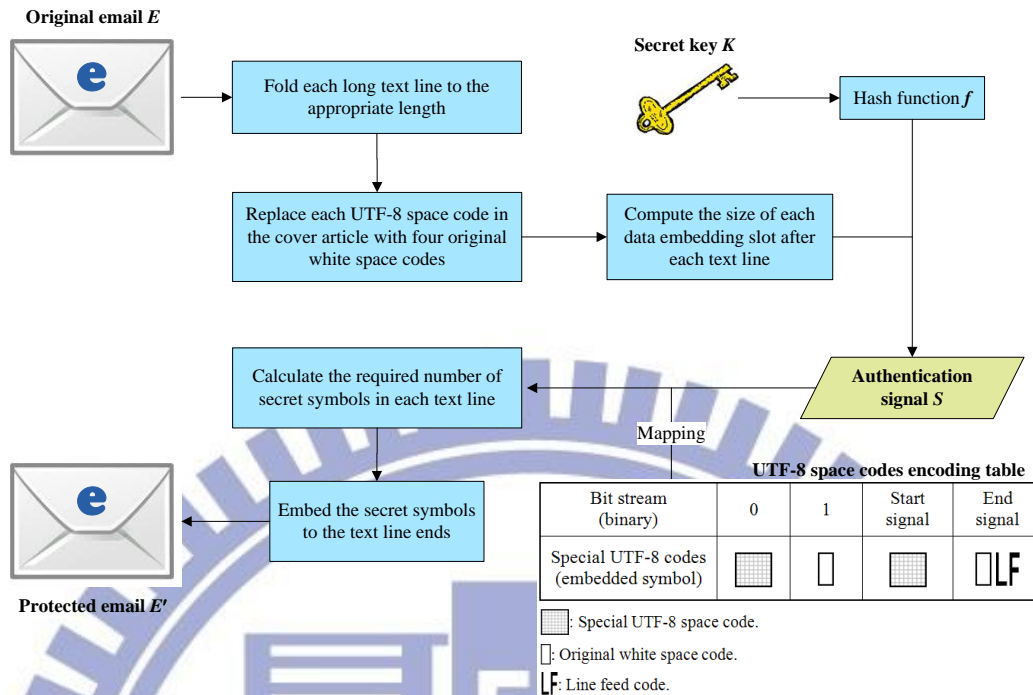 Original email E
e
Fold each long text line to the
appropriate length
Secret key K
Hash function f
Replace each UTF-8 space code in
the cover article with four original
white space codes
Compute the size of each
data embedding slot after
each text line
Calculate the required number of
secret symbols in each text line
Authentication
signal S
Mapping
e
Embed the secret symbols
to the text line ends
Protected email E'
UTF-8 space codes encoding table
Bit stream
(binary)
0
1
Start
signal
End
signal
Special UTF-8 codes
(embedded symbol)
LF
: Special UTF-8 space code.
: Original white space code.
LF: Line feed code.